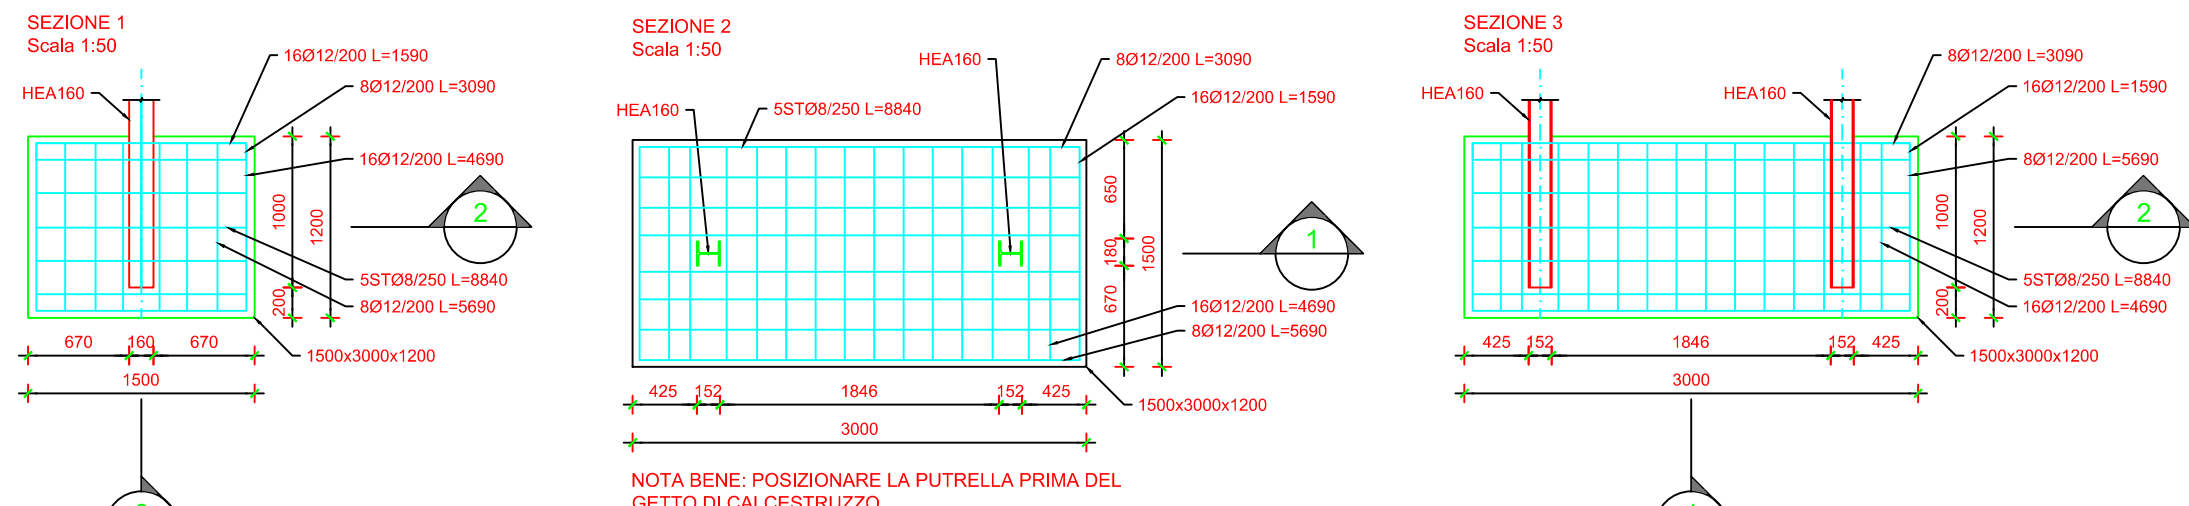 SEZIONE 1
Scala 1:50
16Ø12/200 L=1590
8Ø12/200 L=3090
HEA160
16Ø12/200 L=4690
2
1000
1200
200
5STØ8/250 L=8840
8Ø12/200 L=5690
670
160
670
1500x3000x1200
1500
SEZIONE 2
Scala 1:50
HEA160
8Ø12/200 L=3090
16Ø12/200 L=1590
HEA160
5STØ8/250 L=8840
650
180
1500
670
1
16Ø12/200 L=4690
8Ø12/200 L=5690
425
152
1846
152
425
1500x3000x1200
3000
NOTA BENE: POSIZIONARE LA PUTRELLA PRIMA DEL
GETTO DI CALCESTRUZZO
SEZIONE 3
Scala 1:50
8Ø12/200 L=3090
HEA160
HEA160
16Ø12/200 L=1590
8Ø12/200 L=5690
2
1000
1200
200
5STØ8/250 L=8840
16Ø12/200 L=4690
425
152
1846
152
425
1500x3000x1200
3000